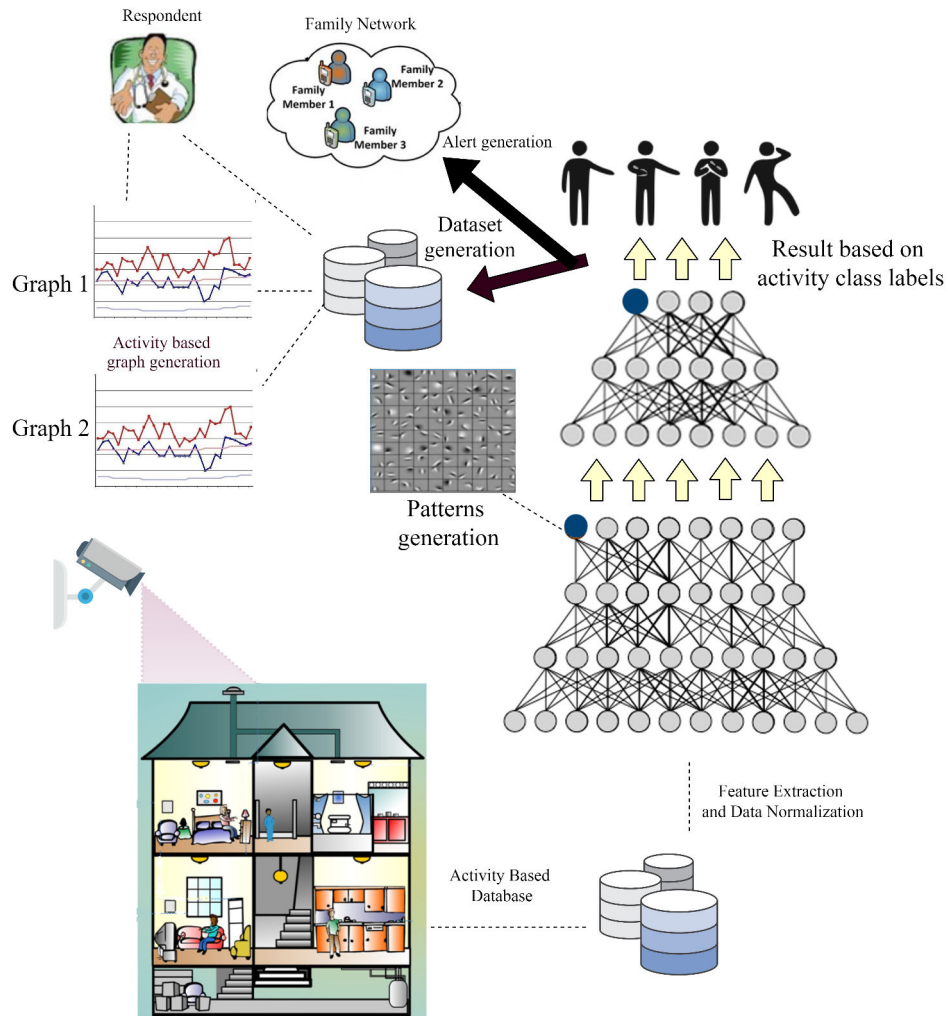 Respondent
Family Network
Family
Member 1
Family
Member 2
Family
Member 3
Alert generation
Dataset
generation
Result based on
activity class labels
Graph 1
Activity based
graph generation
Graph 2
Patterns
generation
Feature Extraction
and Data Normalization
Activity Based
Database